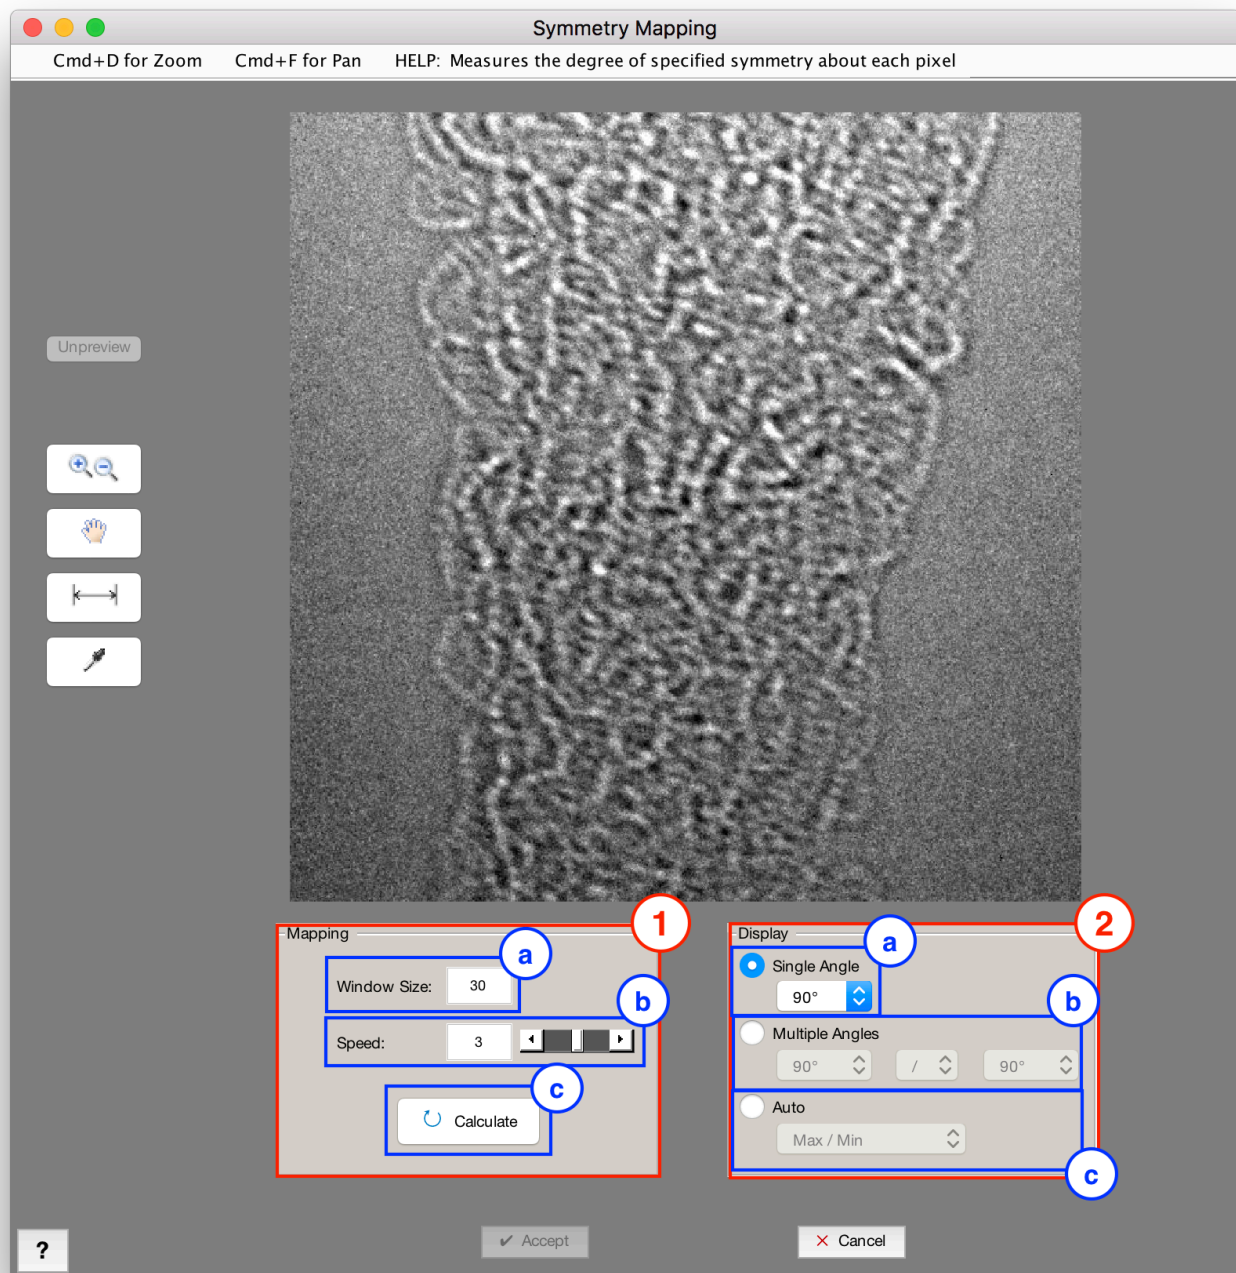 Symmetry Mapping
Cmd+D for Zoom Cmd+F for Pan HELP: Measures the degree of specified symmetry about each pixel
Unpreview
1
2
Mapping
Display
a
a
Single Angle
Window Size: 30
90°
b
b
Speed: 3
Multiple Angles
90° / 90°
c
Calculate
Auto
Max / Min
c
? ✔ Accept ✕ Cancel